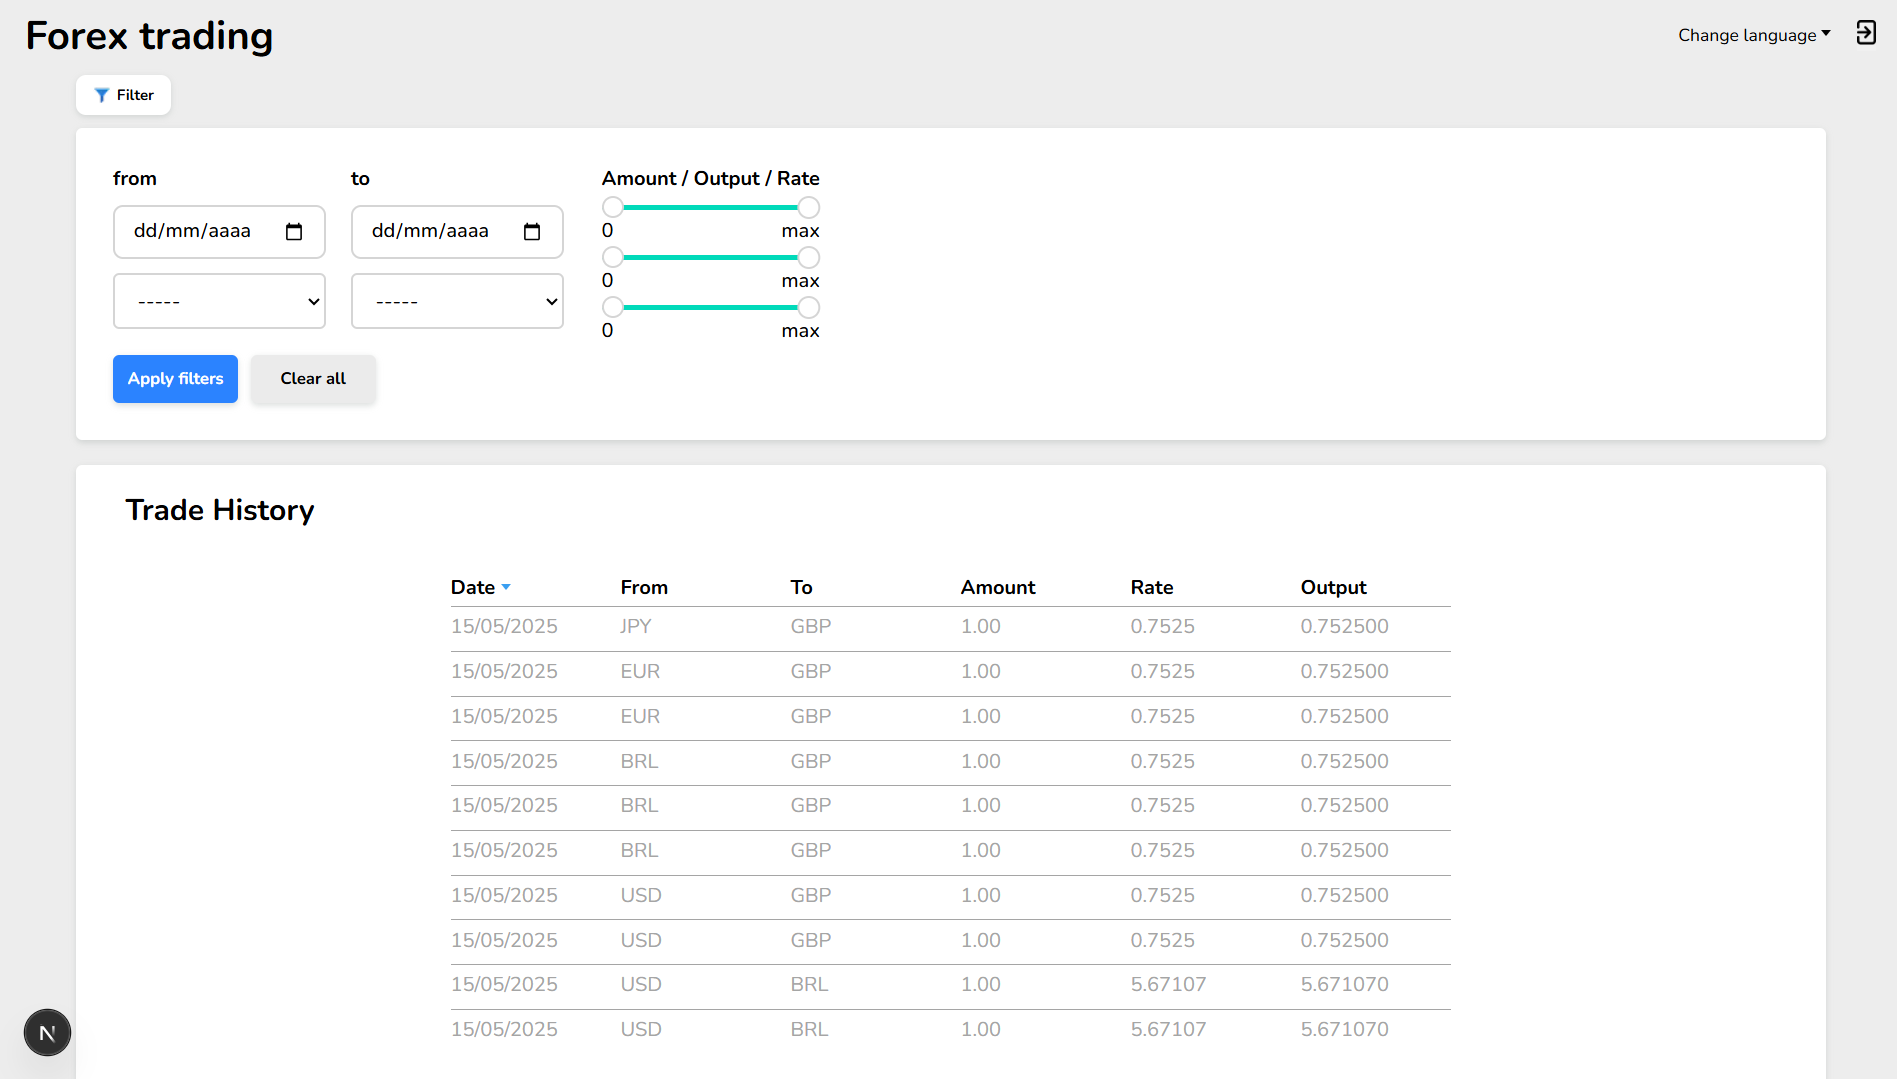 Forex trading
Change language
Filter
from to Amount / Output / Rate
dd/mm/aaaa dd/mm/aaaa
0 max
0 max
----- -----
0 max
Apply filters Clear all
Trade History
Date From To Amount Rate Output
15/05/2025 JPY GBP 1.00 0.7525 0.752500
15/05/2025 EUR GBP 1.00 0.7525 0.752500
15/05/2025 EUR GBP 1.00 0.7525 0.752500
15/05/2025 BRL GBP 1.00 0.7525 0.752500
15/05/2025 BRL GBP 1.00 0.7525 0.752500
15/05/2025 BRL GBP 1.00 0.7525 0.752500
15/05/2025 USD GBP 1.00 0.7525 0.752500
15/05/2025 USD GBP 1.00 0.7525 0.752500
15/05/2025 USD BRL 1.00 5.67107 5.671070
15/05/2025 USD BRL 1.00 5.67107 5.671070
N